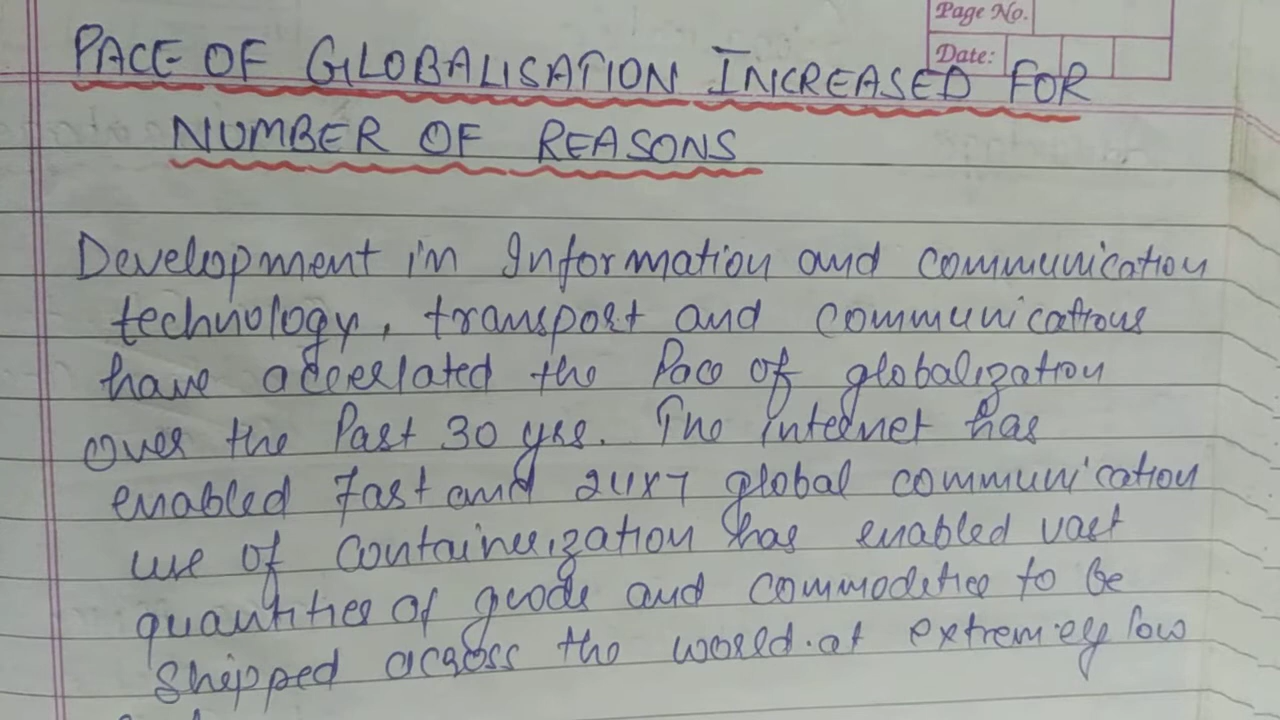 Page No.
Date:
PACE OF GLOBALISATION INCREASED FOR
NUMBER OF REASONS
Development in Information and communication
technology, transport and communications
have accerlated the Pace of globalization
over the Past 30 yrs. The internet has
enabled fast and 24x7 global communication
use of containerization has enabled vast
quantities of goods and commodities to be
shipped across the world.at extremely low